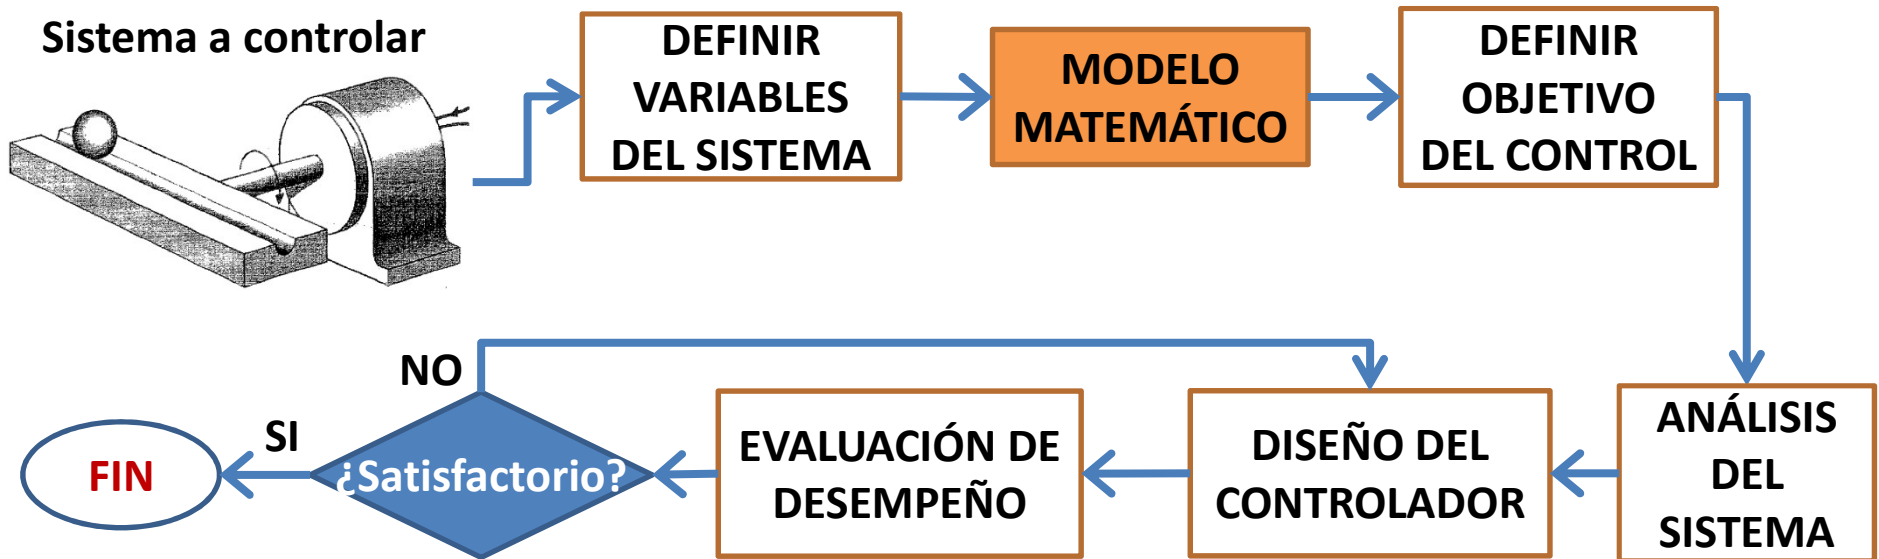 Sistema a controlar
DEFINIR
VARIABLES
DEL SISTEMA
MODELO
MATEMÁTICO
DEFINIR
OBJETIVO
DEL CONTROL
ANÁLISIS
DEL
SISTEMA
DISEÑO DEL
CONTROLADOR
EVALUACIÓN DE
DESEMPEÑO
¿Satisfactorio?
NO
SI
FIN